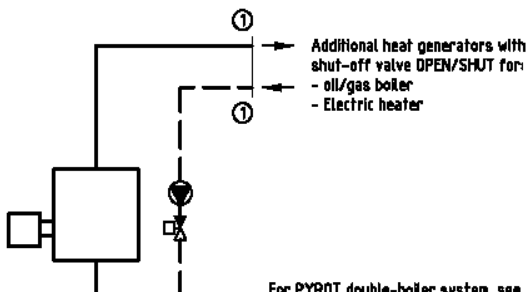 1
Additional heat generators with
shut-off valve OPEN/SHUT for:
- oil/gas boiler
- Electric heater
1
For PYROT double-boiler system, see